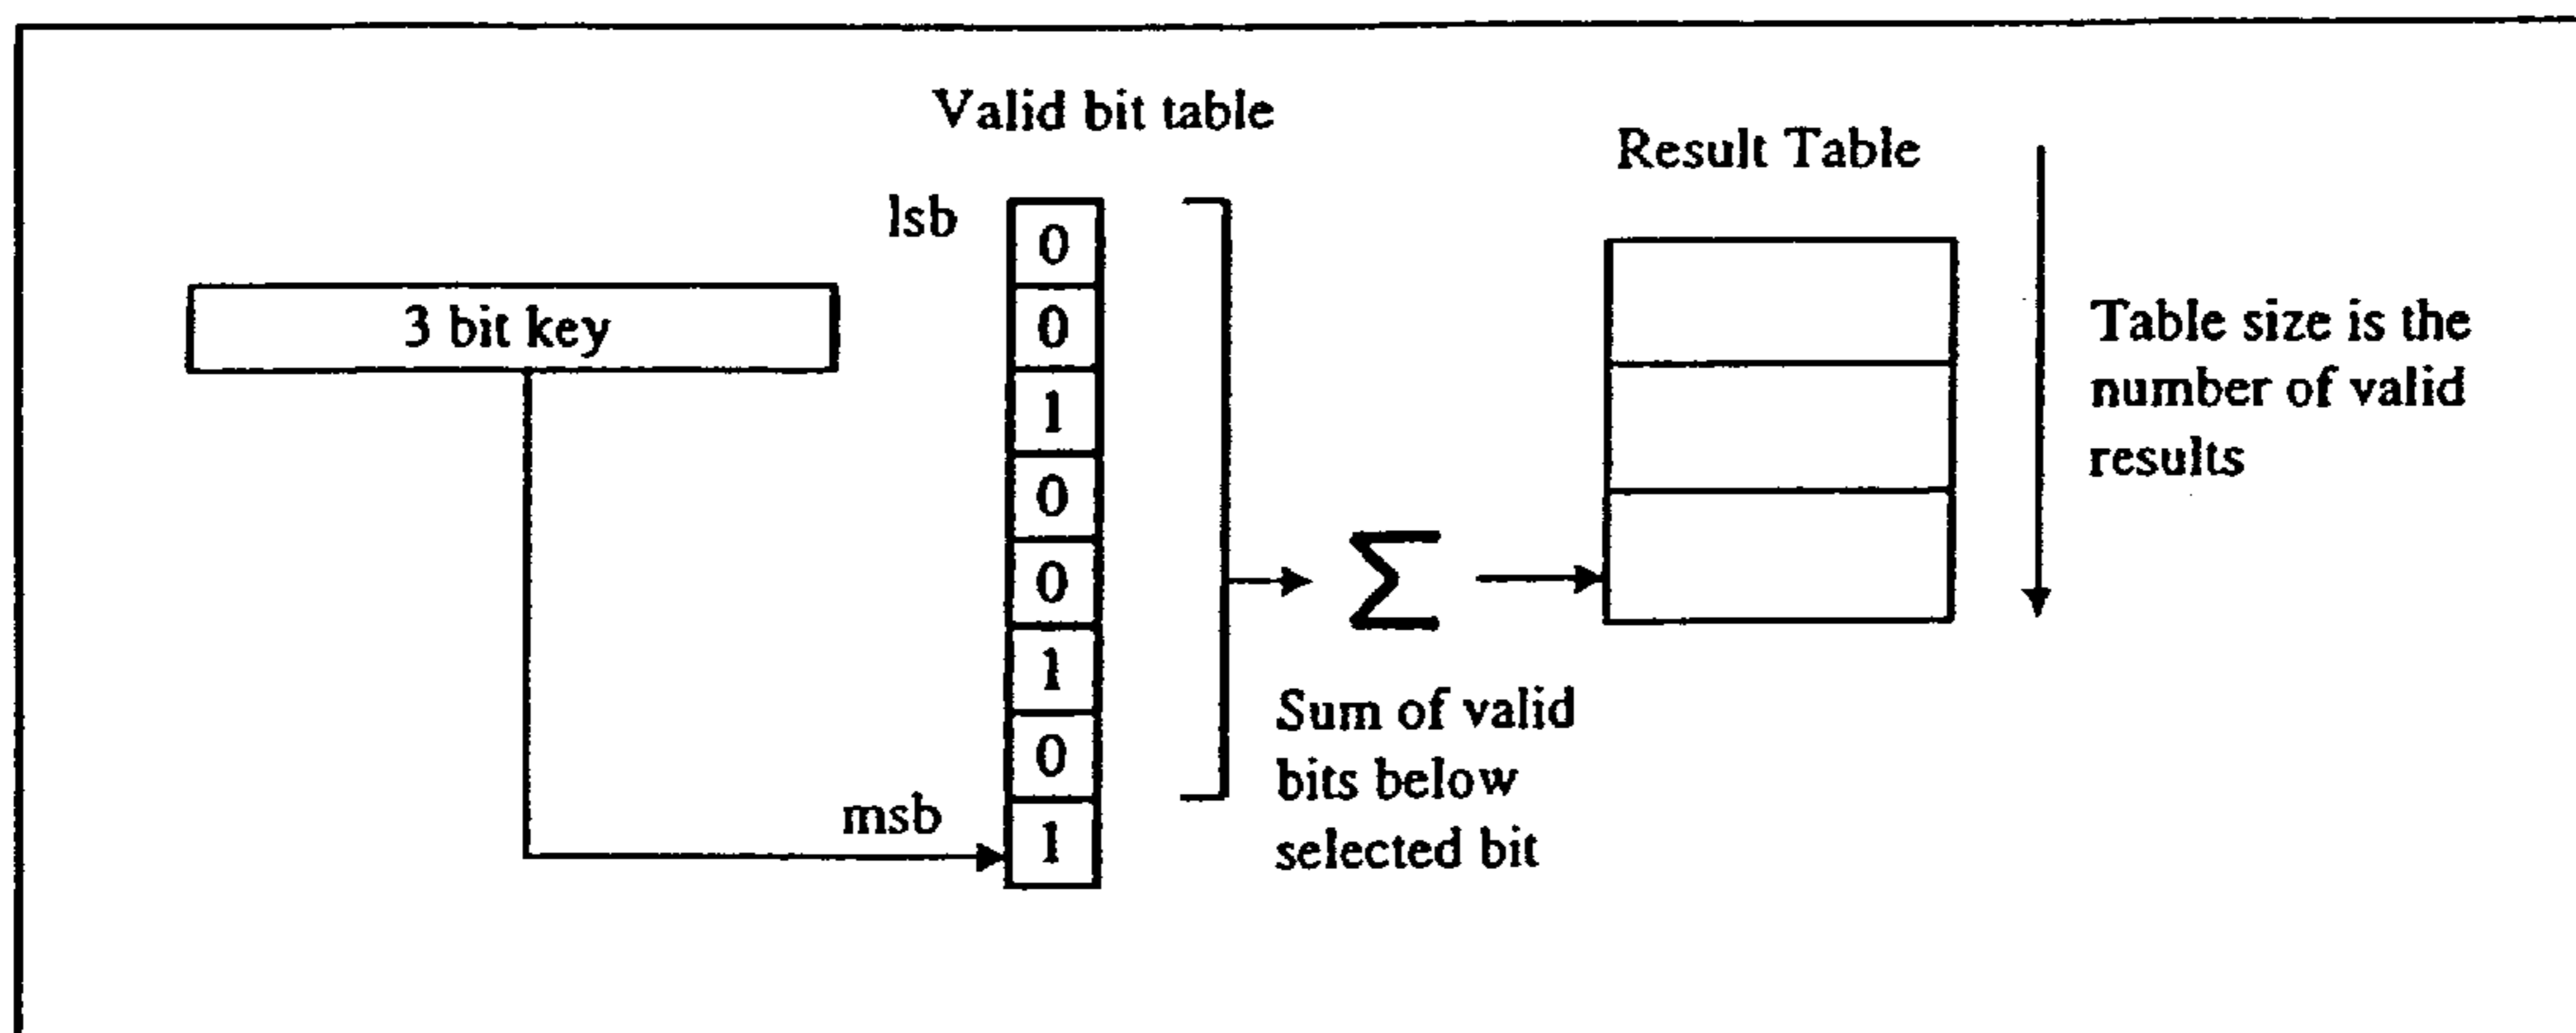 Valid bit table
Result Table
lsb
0
3 bit key
0
1
0
0
1
0
msb
1
Σ
Sum of valid
bits below
selected bit
Table size is the
number of valid
results